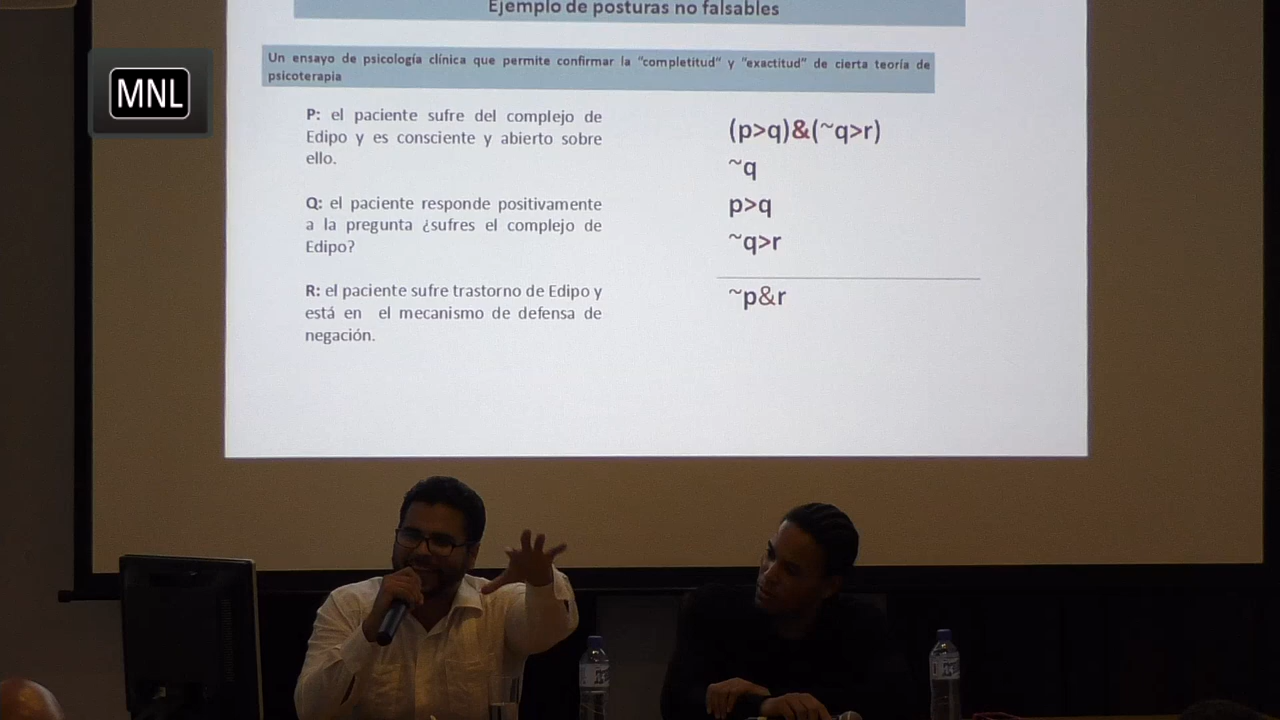 Ejemplo de posturas no falsables
MNL
Un ensayo de psicología clínica que permite confirmar la "completitud" y "exactitud" de cierta teoría de
psicoterapia
P: el paciente sufre del complejo de
Edipo y es consciente y abierto sobre
ello.
Q: el paciente responde positivamente
a la pregunta ¿sufres el complejo de
Edipo?
R: el paciente sufre trastorno de Edipo y
está en el mecanismo de defensa de
negación.
(p>q)&(~q>r)
~q
p>q
~q>r
~p&r